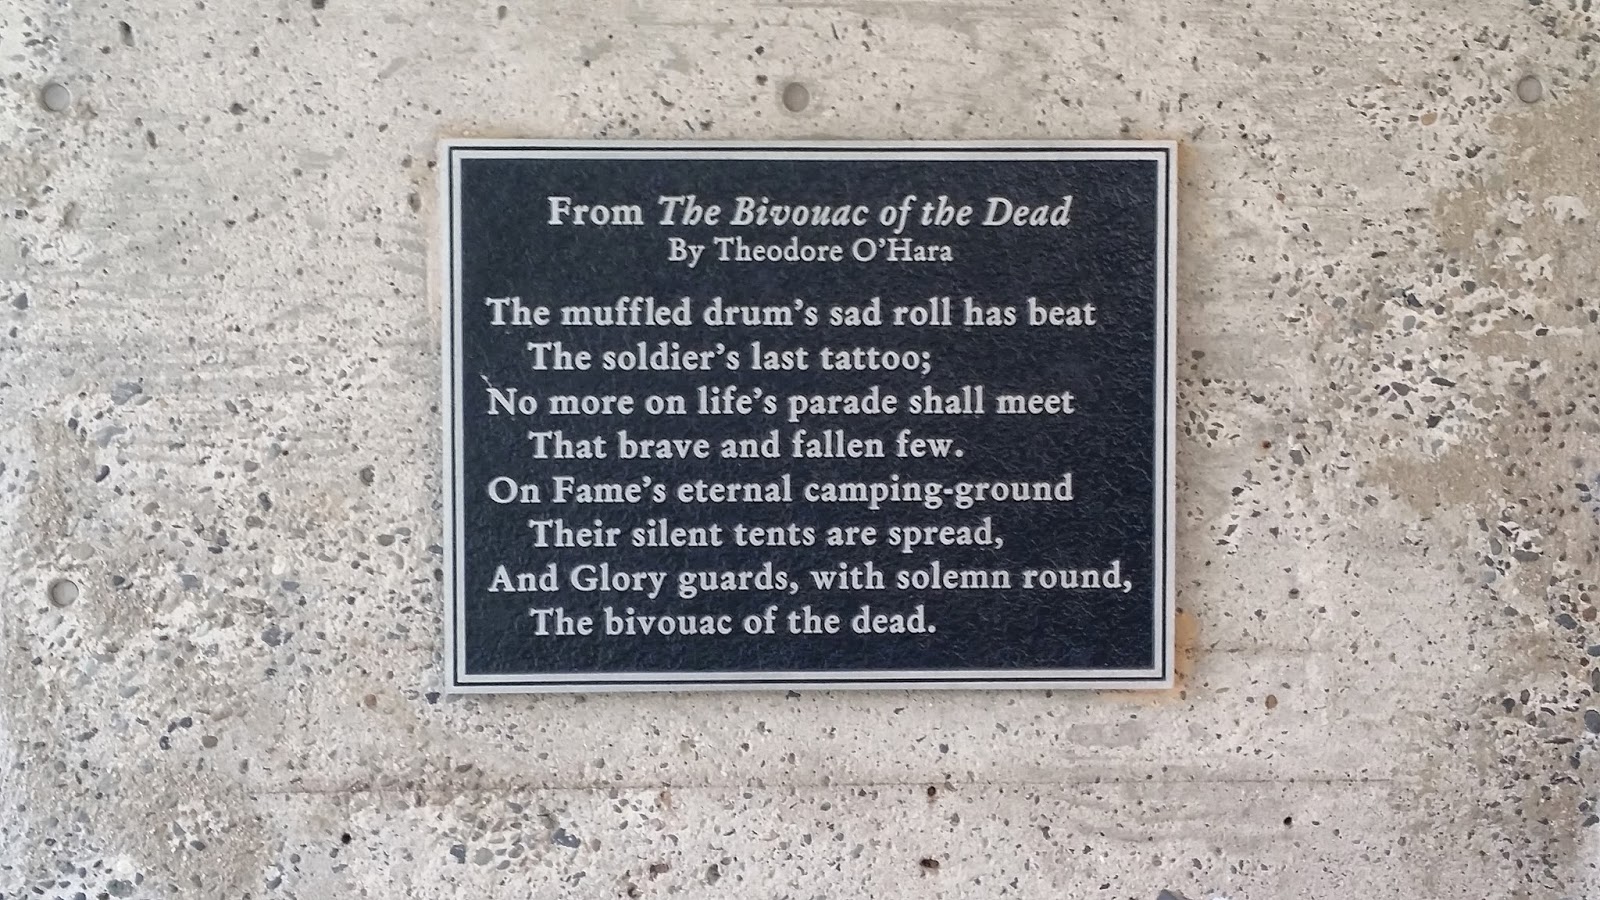 From The Bivouac of the Dead
By Theodore O'Hara
The muffled drum's sad roll has beat
The soldier's last tattoo;
No more on life's parade shall meet
That brave and fallen few.
On Fame's eternal camping-ground
Their silent tents are spread,
And Glory guards, with solemn round,
The bivouac of the dead.